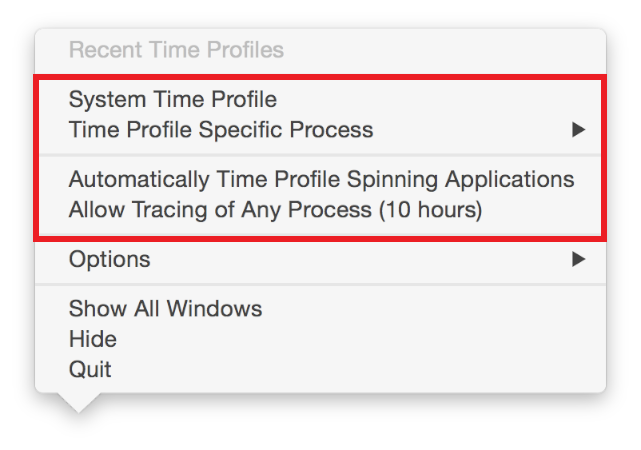 Recent Time Profiles
System Time Profile
Time Profile Specific Process
Automatically Time Profile Spinning Applications
Allow Tracing of Any Process (10 hours)
Options
Show All Windows
Hide
Quit